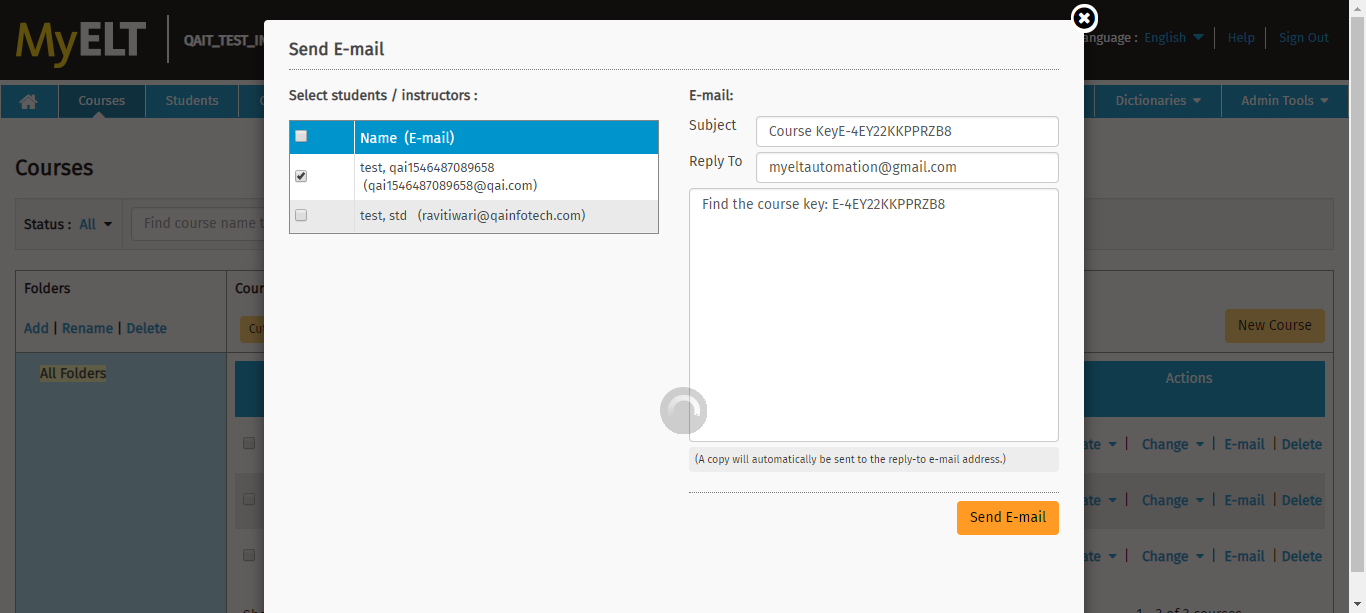 MyELT
QAIT_TEST_IN
anguage : English
Help
Sign Out
Courses
Students
Dictionaries
Admin Tools
Courses
Status : All
Find course name
Folders
Add | Rename | Delete
All Folders
Cour
New Course
Actions
ate | Change | E-mail | Delete
ate | Change | E-mail | Delete
ate | Change | E-mail | Delete
Send E-mail
Select students / instructors :
Name (E-mail)
test, qai1546487089658
(qai1546487089658@qai.com)
test, std (ravitiwari@qainfotech.com)
E-mail:
Subject
Course KeyE-4EY22KKPPRZB8
Reply To
myeltautomation@gmail.com
Find the course key: E-4EY22KKPPRZB8
(A copy will automatically be sent to the reply-to e-mail address.)
Send E-mail